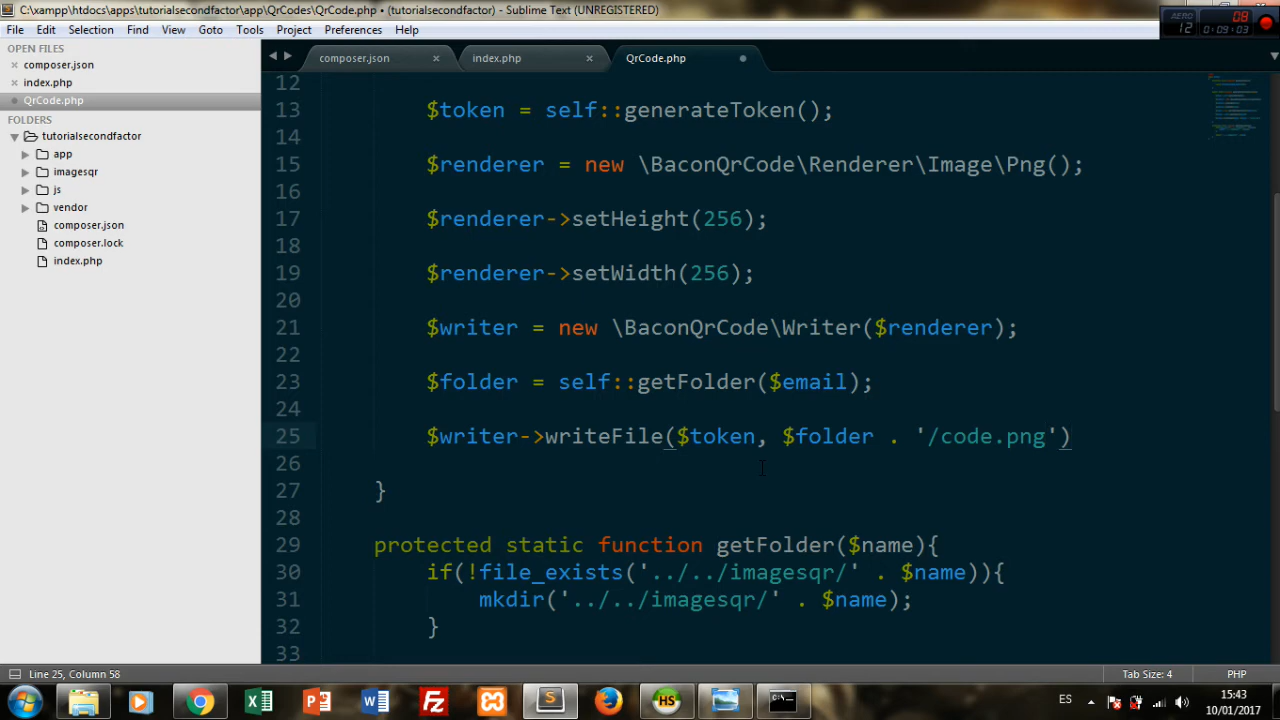 C:\xampp\htdocs\apps\tutorialsecondfactor\app\QrCodes\QrCode.php • (tutorialsecondfactor) - Sublime Text (UNREGISTERED)
File Edit Selection Find View Goto Tools Project Preferences Help
AERO 12 08 0:09:03
OPEN FILES
composer.json
index.php
QrCode.php
FOLDERS
tutorialsecondfactor
app
imagesqr
js
vendor
composer.json
composer.lock
index.php
composer.json index.php QrCode.php
12
13 $token = self::generateToken();
14
15 $renderer = new \BaconQrCode\Renderer\Image\Png();
16
17 $renderer->setHeight(256);
18
19 $renderer->setWidth(256);
20
21 $writer = new \BaconQrCode\Writer($renderer);
22
23 $folder = self::getFolder($email);
24
25 $writer->writeFile($token, $folder . '/code.png')
26
27 }
28
29 protected static function getFolder($name){
30 if(!file_exists('../../imagesqr/' . $name)){
31 mkdir('../../imagesqr/' . $name);
32 }
33
Line 25, Column 58 Tab Size: 4 PHP
ES 15:43
10/01/2017